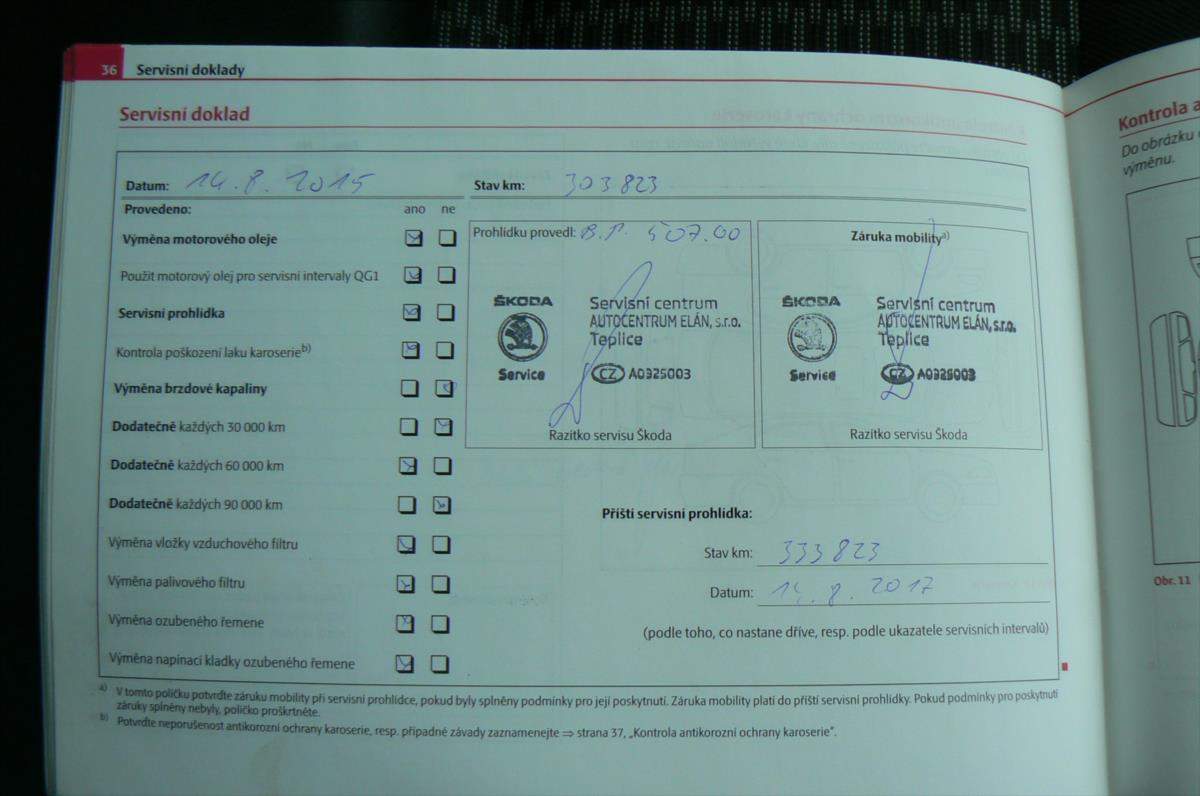 36 Servisní doklady
Servisní doklad
Datum: 14.8.2015 Stav km: 303823
Provedeno: ano ne
Výměna motorového oleje
Použit motorový olej pro servisní intervaly QG1
Servisní prohlídka
Kontrola poškození laku karoserie b)
Výměna brzdové kapaliny
Dodatečně každých 30 000 km
Dodatečně každých 60 000 km
Dodatečně každých 90 000 km
Výměna vložky vzduchového filtru
Výměna palivového filtru
Výměna ozubeného řemene
Výměna napínací kladky ozubeného řemene
Prohlídku provedl: 507.00
ŠKODA
Service
Servisní centrum
AUTOCENTRUM ELÁN, s.r.o.
Teplice
CZ A0325003
Razítko servisu Škoda
Záruka mobility a)
ŠKODA
Service
Servisní centrum
AUTOCENTRUM ELÁN, s.r.o.
Teplice
CZ A0325003
Razítko servisu Škoda
Příští servisní prohlídka:
Stav km: 333823
Datum: 14.8.2017
(podle toho, co nastane dříve, resp. podle ukazatele servisních intervalů)
a) V tomto políčku potvrďte záruku mobility při servisní prohlídce, pokud byly splněny podmínky pro její poskytnutí. Záruka mobility platí do příští servisní prohlídky. Pokud podmínky pro poskytnutí
záruky splněny nebyly, políčko proškrtněte.
b) Potvrďte neporušenost antikorozní ochrany karoserie, resp. případné závady zaznamenejte ⇒ strana 37, „Kontrola antikorozní ochrany karoserie“.
Kontrola a
Do obrázku
výměnu.
Obr. 11